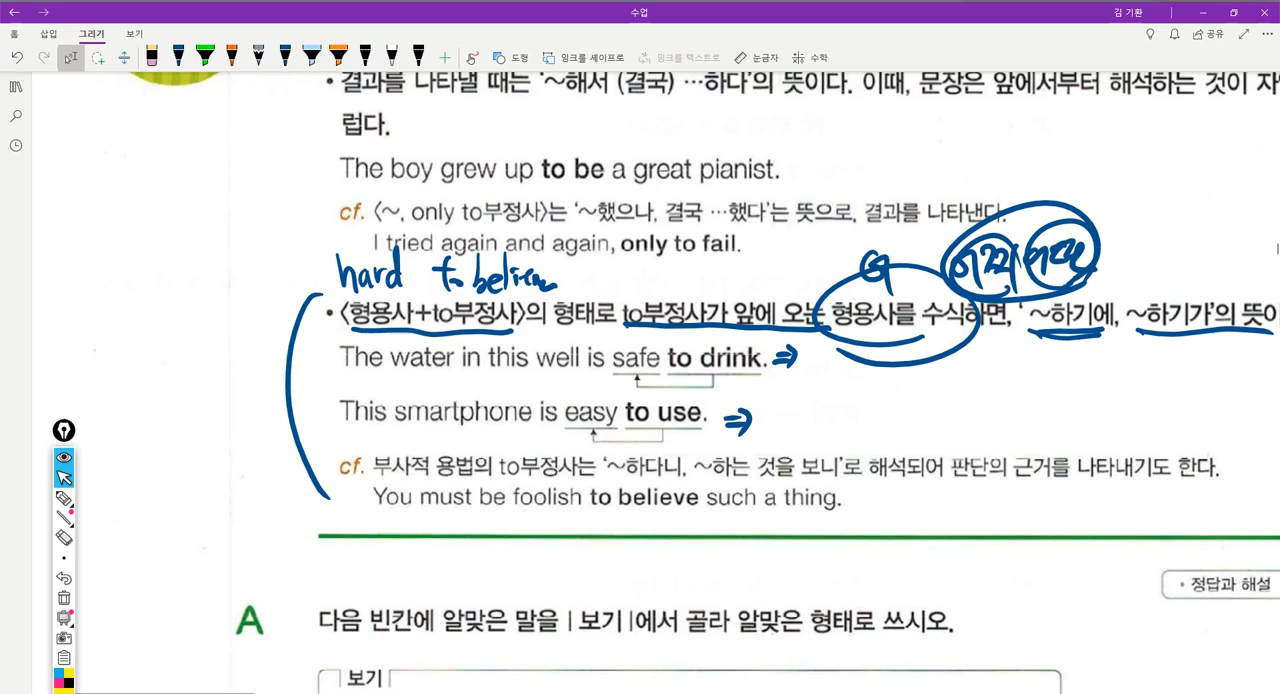 수업
김 기환
홈 삽입 그리기 보기
공유
도형 잉크를 셰이프로 잉크를 텍스트로 눈금자 수학
• 결과를 나타낼 때는 ‘~해서 (결국) …하다’의 뜻이다. 이때, 문장은 앞에서부터 해석하는 것이 자
럽다.
The boy grew up to be a great pianist.
cf. 〈~, only to부정사〉는 ‘~했으나, 결국 …했다’는 뜻으로, 결과를 나타낸다.
I tried again and again, only to fail.
hard to believe
• 〈형용사+to부정사〉의 형태로 to부정사가 앞에 오는 형용사를 수식하면, ‘~하기에, ~하기가’의 뜻이
The water in this well is safe to drink. ⇒
This smartphone is easy to use. ⇒
cf. 부사적 용법의 to부정사는 ‘~하다니, ~하는 것을 보니’로 해석되어 판단의 근거를 나타내기도 한다.
You must be foolish to believe such a thing.
• 정답과 해설
A 다음 빈칸에 알맞은 말을 | 보기 |에서 골라 알맞은 형태로 쓰시오.
보기